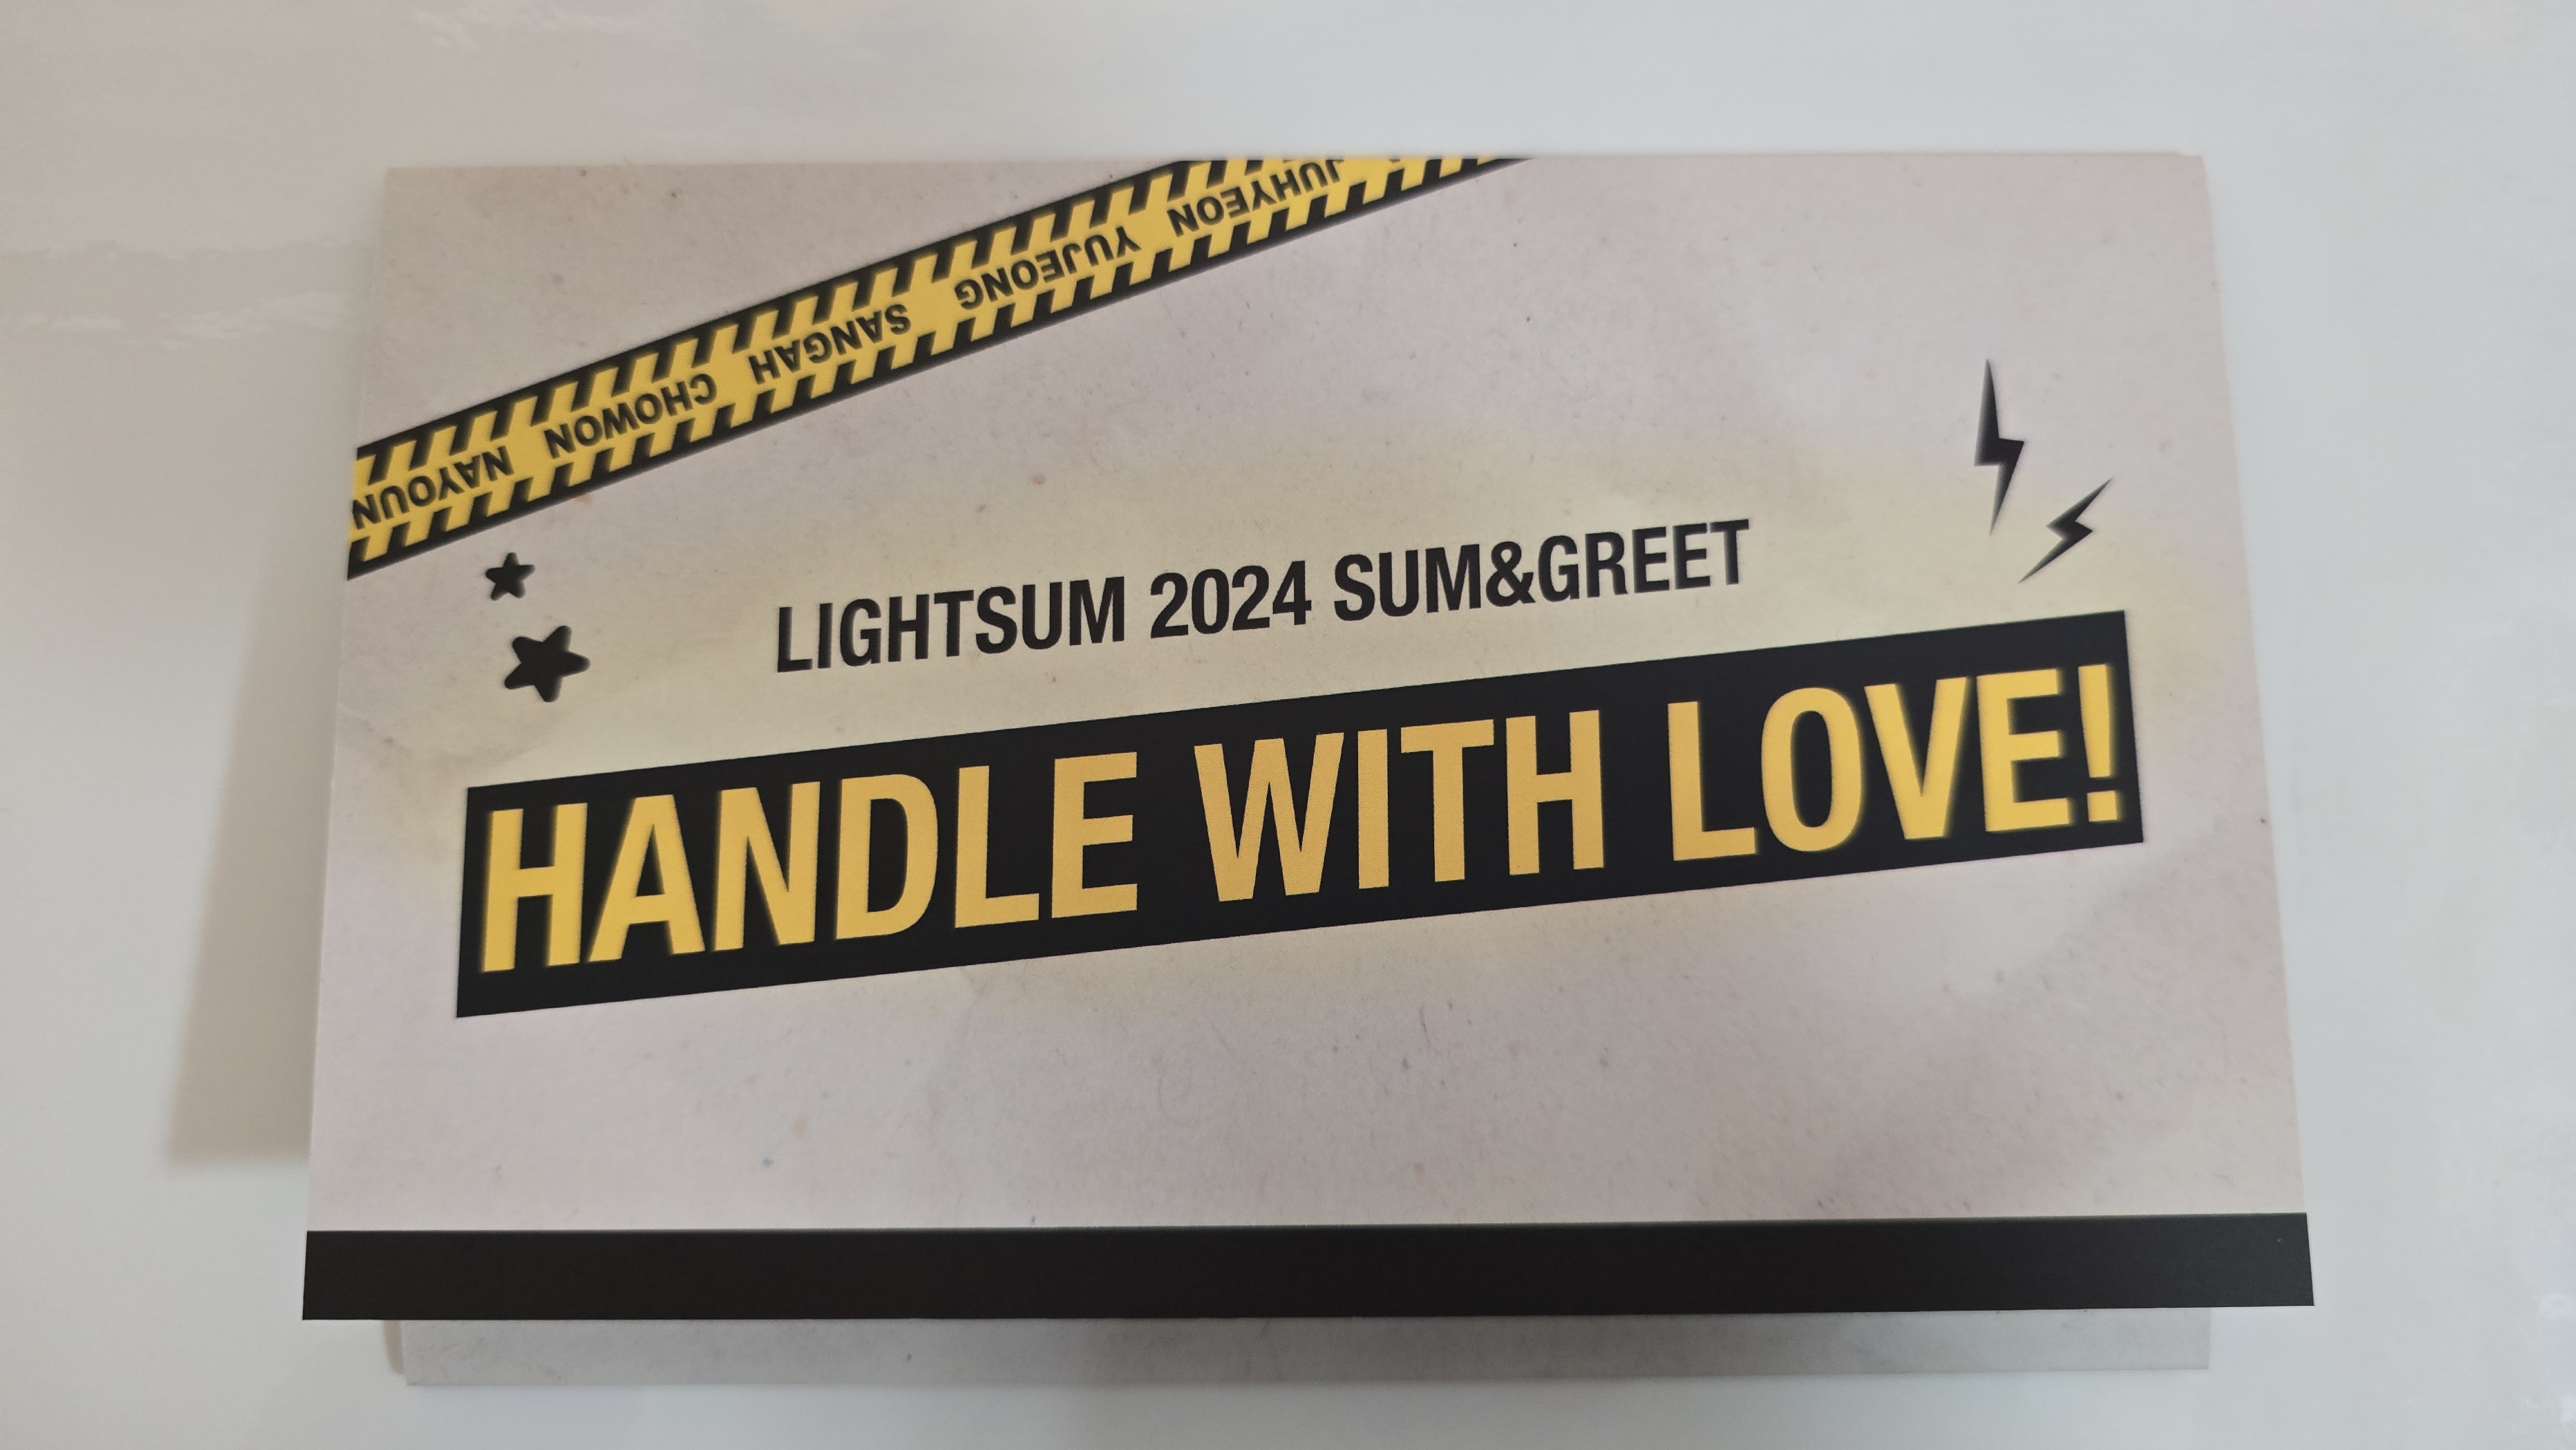 JUHYEON YUJEONG SANGAH CHOWON NAYOUN
LIGHTSUM 2024 SUM&GREET
HANDLE WITH LOVE!